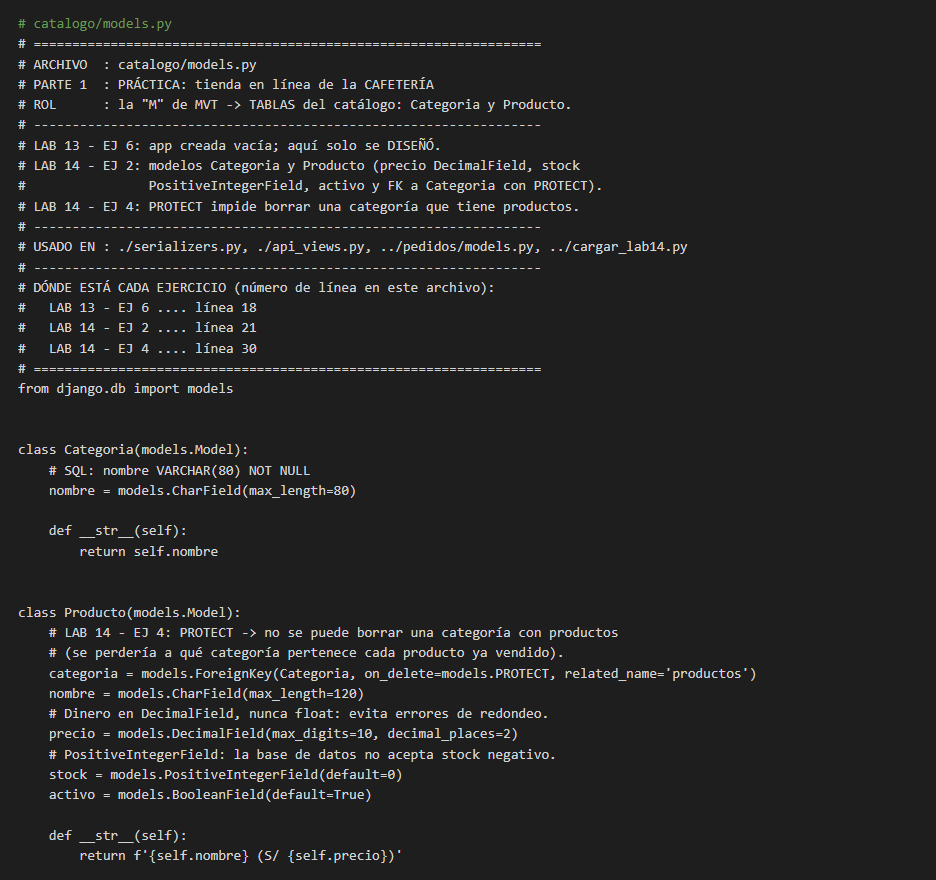 # catalogo/models.py
# ==================================================================
# ARCHIVO  : catalogo/models.py
# PARTE 1  : PRÁCTICA: tienda en línea de la CAFETERÍA
# ROL      : la "M" de MVT -> TABLAS del catálogo: Categoria y Producto.
# ------------------------------------------------------------------
# LAB 13 - EJ 6: app creada vacía; aquí solo se DISEÑÓ.
# LAB 14 - EJ 2: modelos Categoria y Producto (precio DecimalField, stock
#                PositiveIntegerField, activo y FK a Categoria con PROTECT).
# LAB 14 - EJ 4: PROTECT impide borrar una categoría que tiene productos.
# ------------------------------------------------------------------
# USADO EN : ./serializers.py, ./api_views.py, ../pedidos/models.py, ../cargar_lab14.py
# ------------------------------------------------------------------
# DÓNDE ESTÁ CADA EJERCICIO (número de línea en este archivo):
#   LAB 13 - EJ 6 .... línea 18
#   LAB 14 - EJ 2 .... línea 21
#   LAB 14 - EJ 4 .... línea 30
# ==================================================================
from django.db import models
class Categoria(models.Model):
    # SQL: nombre VARCHAR(80) NOT NULL
    nombre = models.CharField(max_length=80)
    def __str__(self):
        return self.nombre
class Producto(models.Model):
    # LAB 14 - EJ 4: PROTECT -> no se puede borrar una categoría con productos
    # (se perdería a qué categoría pertenece cada producto ya vendido).
    categoria = models.ForeignKey(Categoria, on_delete=models.PROTECT, related_name='productos')
    nombre = models.CharField(max_length=120)
    # Dinero en DecimalField, nunca float: evita errores de redondeo.
    precio = models.DecimalField(max_digits=10, decimal_places=2)
    # PositiveIntegerField: la base de datos no acepta stock negativo.
    stock = models.PositiveIntegerField(default=0)
    activo = models.BooleanField(default=True)
    def __str__(self):
        return f'{self.nombre} (S/ {self.precio})'